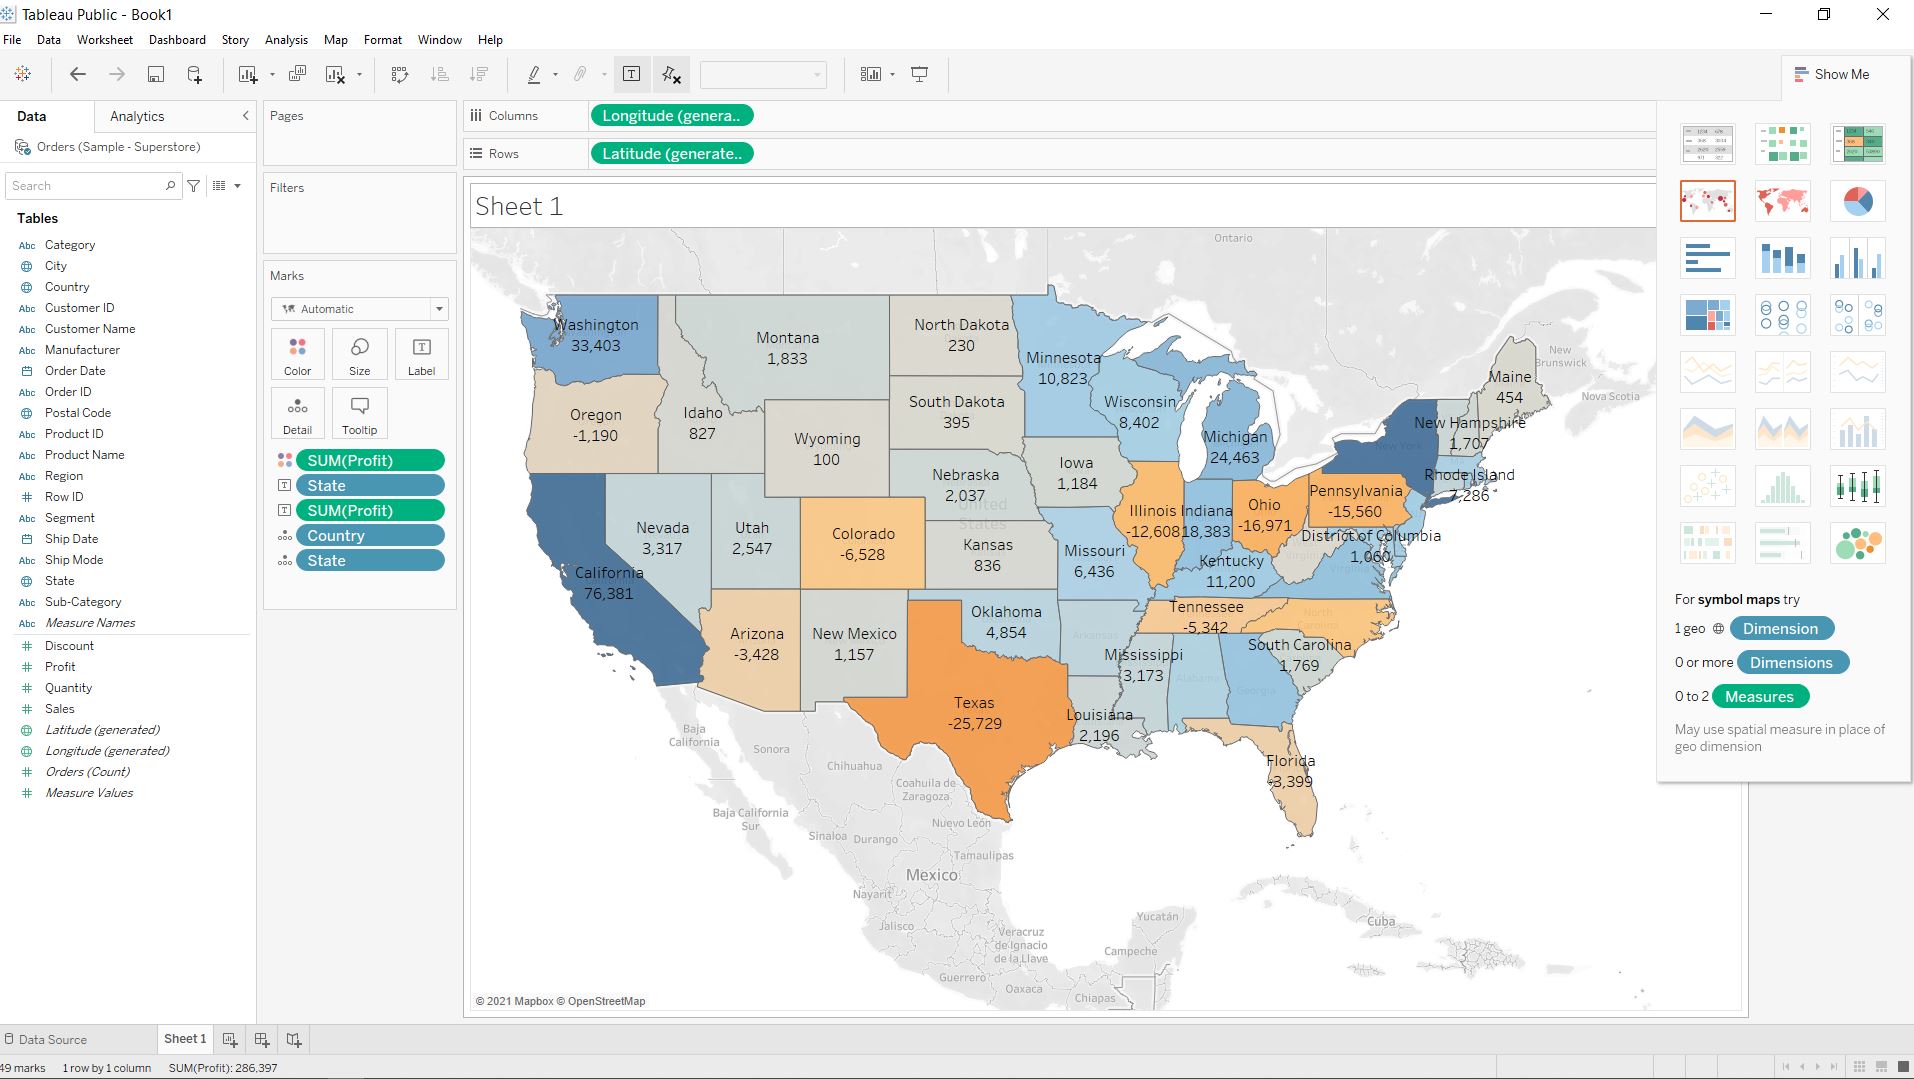 Tableau Public - Book1
File Data Worksheet Dashboard Story Analysis Map Format Window Help
Show Me
Data Analytics
Orders (Sample - Superstore)
Search
Tables
Abc Category
City
Country
Abc Customer ID
Abc Customer Name
Abc Manufacturer
Order Date
Abc Order ID
Postal Code
Abc Product ID
Abc Product Name
Abc Region
# Row ID
Abc Segment
Ship Date
Abc Ship Mode
State
Abc Sub-Category
Abc Measure Names
# Discount
# Profit
# Quantity
# Sales
Latitude (generated)
Longitude (generated)
# Orders (Count)
# Measure Values
Pages
Filters
Marks
Automatic
Color Size Label
Detail Tooltip
SUM(Profit)
State
SUM(Profit)
Country
State
Columns Longitude (genera..
Rows Latitude (generate..
Sheet 1
Ontario
New
Brunswick
Nova Scotia
Washington
33,403
Montana
1,833
North Dakota
230
Minnesota
10,823
Maine
454
Oregon
-1,190
Idaho
827
Wyoming
100
South Dakota
395
Wisconsin
8,402
Michigan
24,463
New York
New Hampshire
1,707
Rhode Island
7,286
Nebraska
2,037
Iowa
1,184
United
States
Nevada
3,317
Utah
2,547
Colorado
-6,528
Kansas
836
Missouri
6,436
Illinois
-12,608
Indiana
18,383
Ohio
-16,971
Pennsylvania
-15,560
District of Columbia
1,060
Virginia
Kentucky
11,200
California
76,381
Arizona
-3,428
New Mexico
1,157
Oklahoma
4,854
Arkansas
Tennessee
-5,342
North
Carolina
South Carolina
1,769
Mississippi
3,173
Alabama
Georgia
Texas
-25,729
Louisiana
2,196
Florida
-3,399
Baja
California
Sonora
Chihuahua
Coahuila de
Zaragoza
Baja California
Sur
Sinaloa
Durango
Nuevo León
Tamaulipas
Mexico
Nayarit
Jalisco
Veracruz
de Ignacio
de la Llave
Yucatán
Campeche
Guerrero
Oaxaca
Chiapas
Cuba
© 2021 Mapbox © OpenStreetMap
For symbol maps try
1 geo Dimension
0 or more Dimensions
0 to 2 Measures
May use spatial measure in place of
geo dimension
Data Source Sheet 1
49 marks 1 row by 1 column SUM(Profit): 286,397